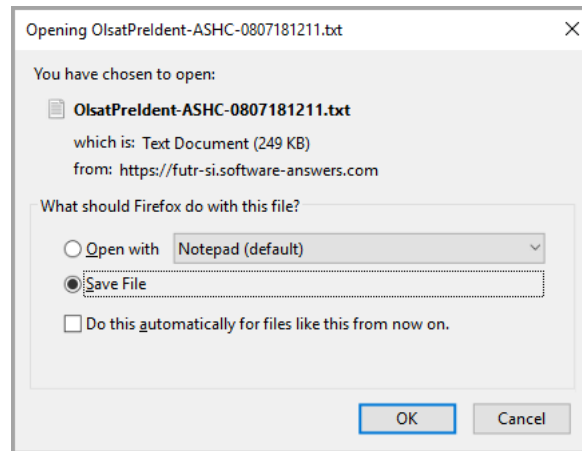 Opening OlsatPreIdent-ASHC-0807181211.txt
You have chosen to open:
OlsatPreIdent-ASHC-0807181211.txt
which is: Text Document (249 KB)
from: https://futr-si.software-answers.com
What should Firefox do with this file?
Open with Notepad (default)
Save File
Do this automatically for files like this from now on.
OK Cancel